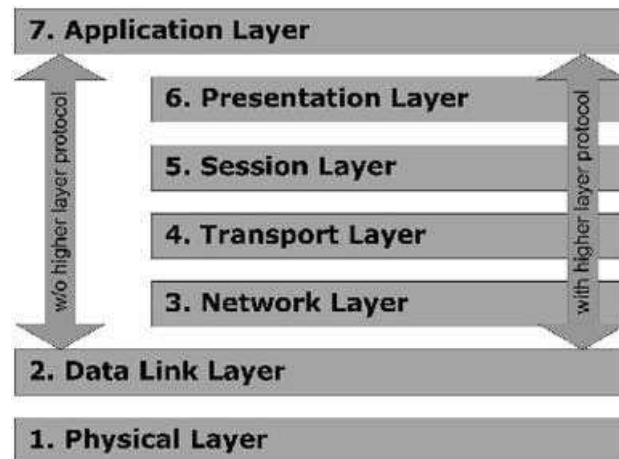 7. Application Layer
6. Presentation Layer
5. Session Layer
4. Transport Layer
3. Network Layer
2. Data Link Layer
1. Physical Layer
w/o higher layer protocol
with higher layer protocol